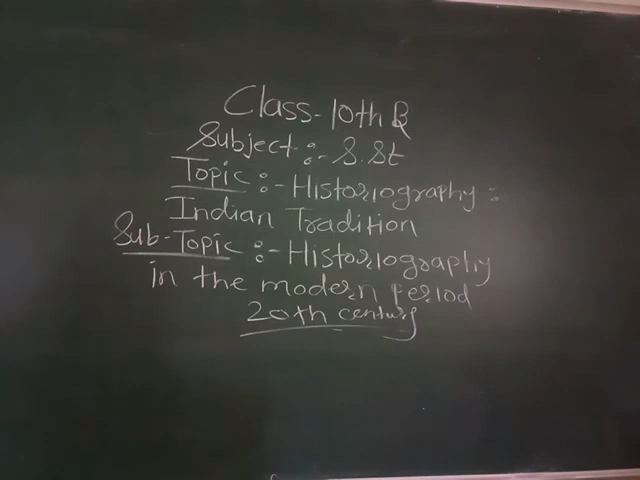 Class-10th B
Subject :- S.St
Topic :- Historiography :
Indian Tradition
Sub-Topic :- Historiography
in the modern period
20th century